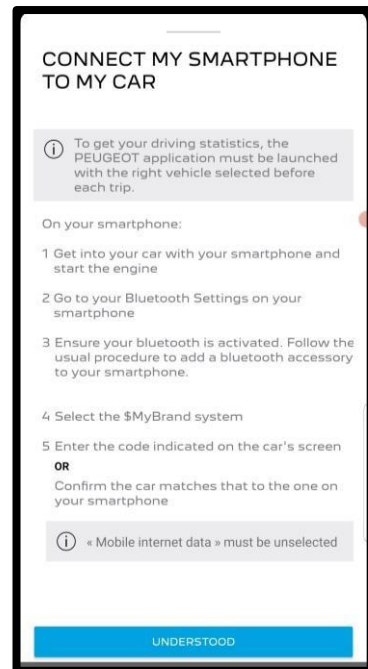 CONNECT MY SMARTPHONE
TO MY CAR
To get your driving statistics, the
PEUGEOT application must be launched
with the right vehicle selected before
each trip.
On your smartphone:
1 Get into your car with your smartphone and
start the engine
2 Go to your Bluetooth Settings on your
smartphone
3 Ensure your bluetooth is activated. Follow the
usual procedure to add a bluetooth accessory
to your smartphone.
4 Select the $MyBrand system
5 Enter the code indicated on the car's screen
OR
Confirm the car matches that to the one on
your smartphone
« Mobile internet data » must be unselected
UNDERSTOOD